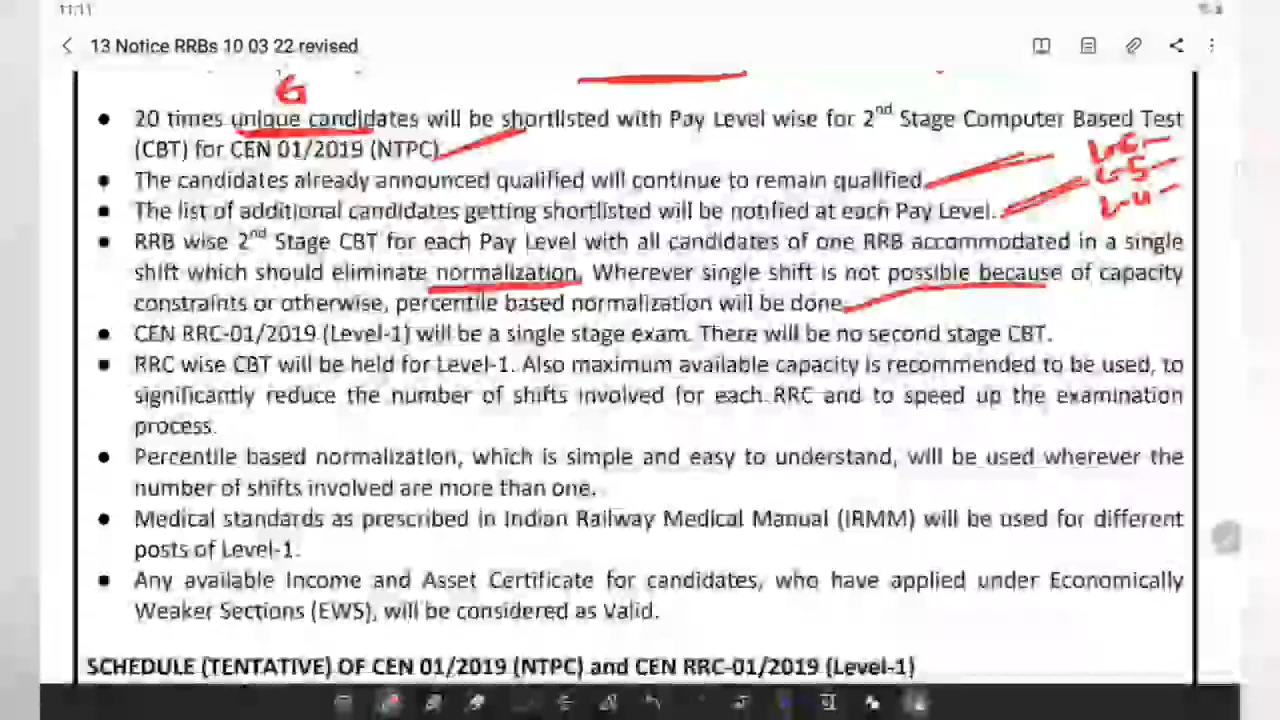 11:11
13 Notice RRBs 10 03 22 revised
G
• 20 times unique candidates will be shortlisted with Pay Level wise for 2nd Stage Computer Based Test
(CBT) for CEN 01/2019 (NTPC).
L-6
• The candidates already announced qualified will continue to remain qualified.
L-5
• The list of additional candidates getting shortlisted will be notified at each Pay Level.
L-4
• RRB wise 2nd Stage CBT for each Pay Level with all candidates of one RRB accommodated in a single
shift which should eliminate normalization. Wherever single shift is not possible because of capacity
constraints or otherwise, percentile based normalization will be done.
• CEN RRC-01/2019 (Level-1) will be a single stage exam. There will be no second stage CBT.
• RRC wise CBT will be held for Level-1. Also maximum available capacity is recommended to be used, to
significantly reduce the number of shifts involved for each RRC and to speed up the examination
process.
• Percentile based normalization, which is simple and easy to understand, will be used wherever the
number of shifts involved are more than one.
• Medical standards as prescribed in Indian Railway Medical Manual (IRMM) will be used for different
posts of Level-1.
• Any available Income and Asset Certificate for candidates, who have applied under Economically
Weaker Sections (EWS), will be considered as Valid.
SCHEDULE (TENTATIVE) OF CEN 01/2019 (NTPC) and CEN RRC-01/2019 (Level-1)